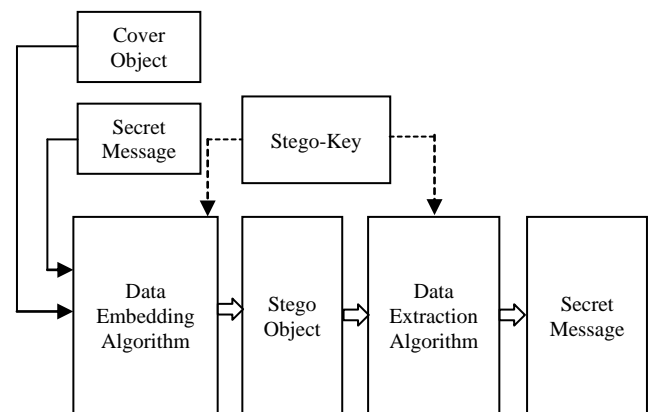 Cover
Object
Secret
Message
Stego-Key
Data
Embedding
Algorithm
Stego
Object
Data
Extraction
Algorithm
Secret
Message